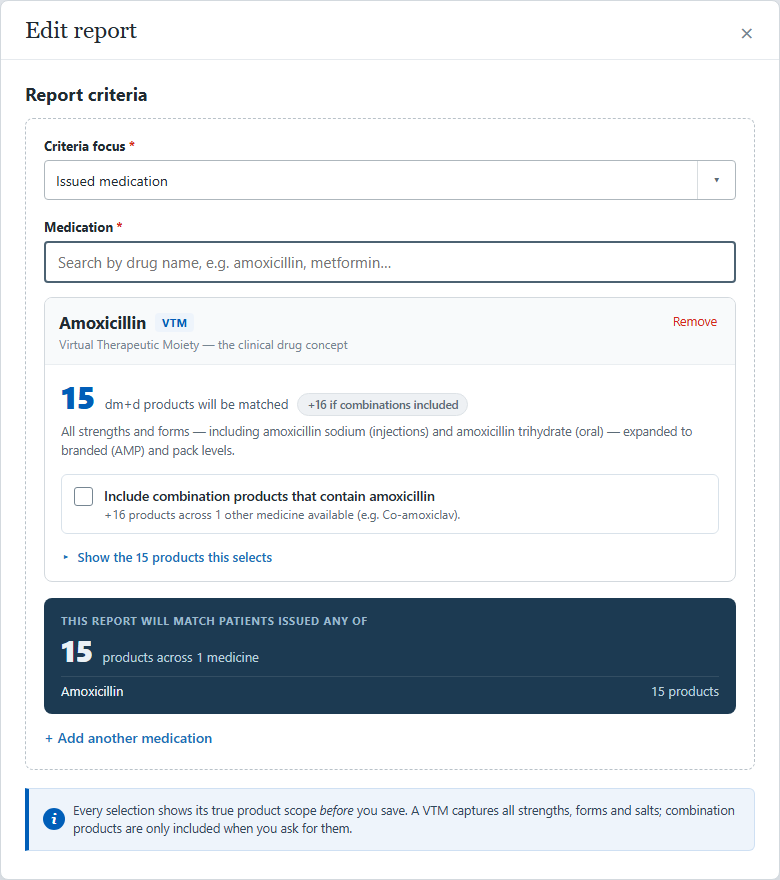 Edit report
×
Report criteria
Criteria focus *
Issued medication
Medication *
Search by drug name, e.g. amoxicillin, metformin...
Amoxicillin VTM
Remove
Virtual Therapeutic Moiety — the clinical drug concept
15 dm+d products will be matched +16 if combinations included
All strengths and forms — including amoxicillin sodium (injections) and amoxicillin trihydrate (oral) — expanded to
branded (AMP) and pack levels.
Include combination products that contain amoxicillin
+16 products across 1 other medicine available (e.g. Co-amoxiclav).
Show the 15 products this selects
THIS REPORT WILL MATCH PATIENTS ISSUED ANY OF
15 products across 1 medicine
Amoxicillin 15 products
+ Add another medication
i
Every selection shows its true product scope before you save. A VTM captures all strengths, forms and salts; combination
products are only included when you ask for them.